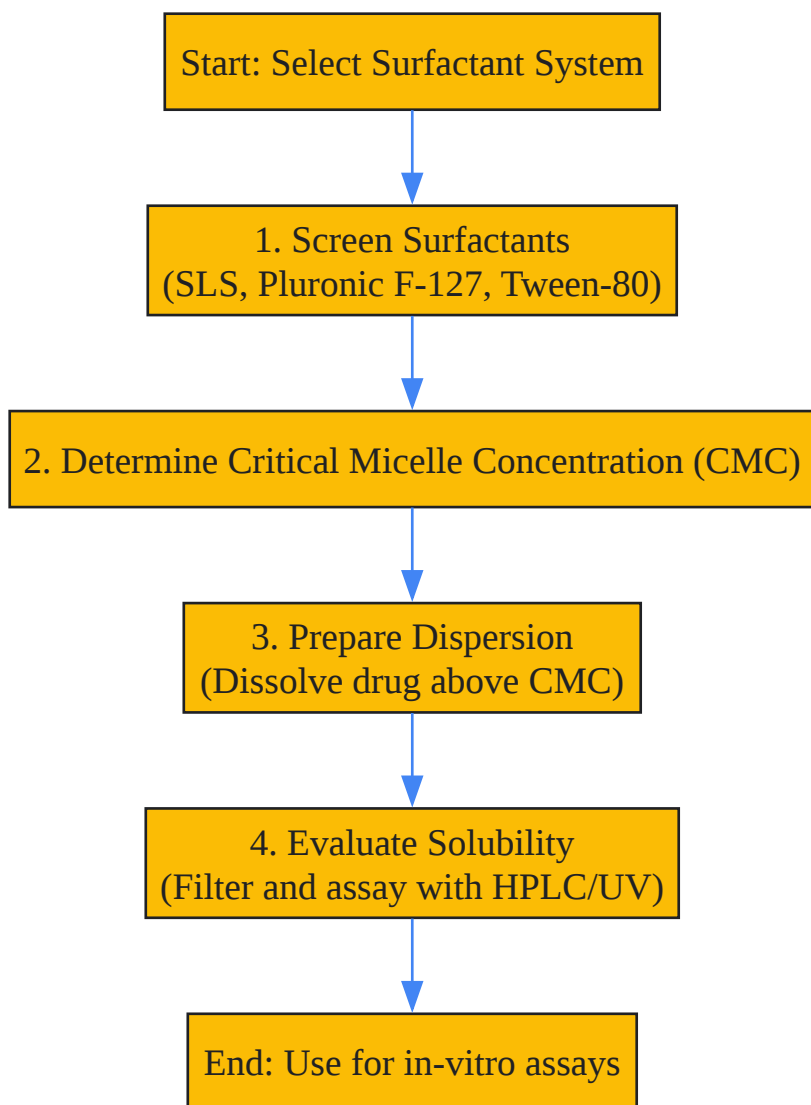 Start: Select Surfactant System
1. Screen Surfactants
(SLS, Pluronic F-127, Tween-80)
2. Determine Critical Micelle Concentration (CMC)
3. Prepare Dispersion
(Dissolve drug above CMC)
4. Evaluate Solubility
(Filter and assay with HPLC/UV)
End: Use for in-vitro assays